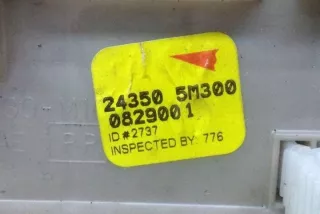 24350 5M300
0829001
ID #2737
INSPECTED BY: 776